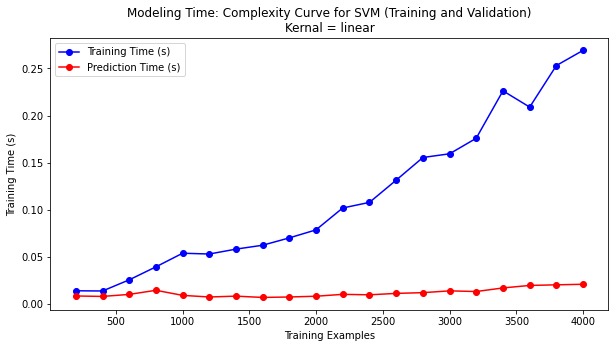 Modeling Time: Complexity Curve for SVM (Training and Validation)
Kernal = linear
Training Time (s)
Prediction Time (s)
Training Time (s)
0.25
0.20
0.15
0.10
0.05
0.00
500 1000 1500 2000 2500 3000 3500 4000
Training Examples